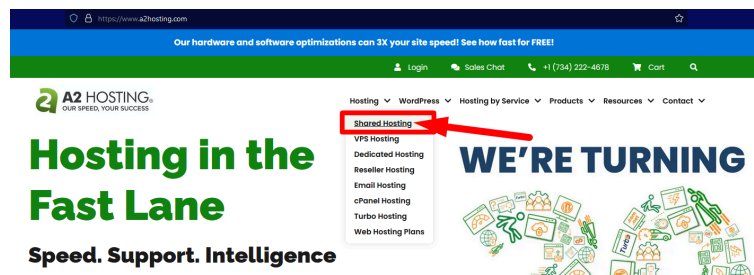 https://www.a2hosting.com
Our hardware and software optimizations can 3X your site speed! See how fast for FREE!
Login Sales Chat +1 (734) 222-4678 Cart
A2 HOSTING®
OUR SPEED, YOUR SUCCESS
Hosting WordPress Hosting by Service Products Resources Contact
Shared Hosting
VPS Hosting
Dedicated Hosting
Reseller Hosting
Email Hosting
cPanel Hosting
Turbo Hosting
Web Hosting Plans
Hosting in the
Fast Lane
Speed. Support. Intelligence
WE'RE TURNING
Turbo